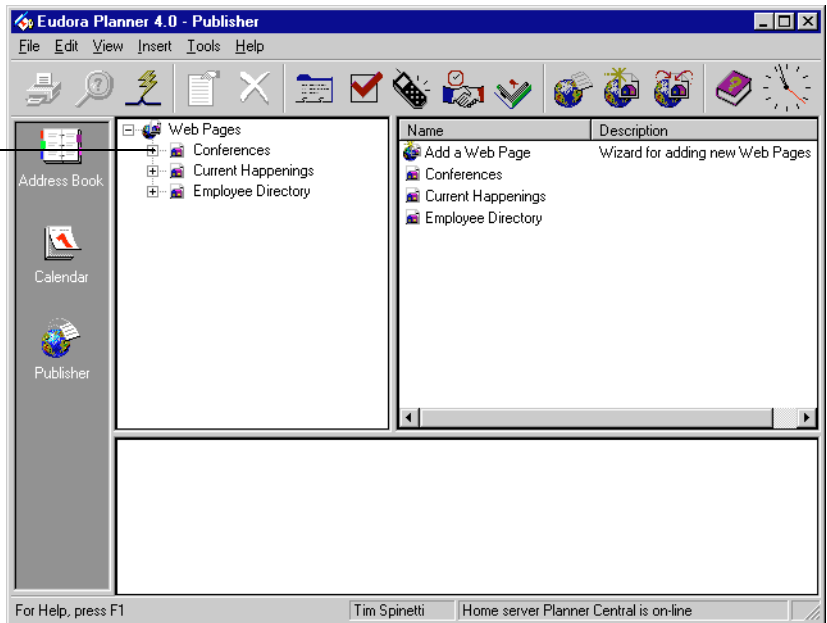 Eudora Planner 4.0 - Publisher
File Edit View Insert Tools Help
Address Book
Calendar
Publisher
Web Pages
Conferences
Current Happenings
Employee Directory
Name Description
Add a Web Page Wizard for adding new Web Pages
Conferences
Current Happenings
Employee Directory
For Help, press F1 Tim Spinetti Home server Planner Central is on-line